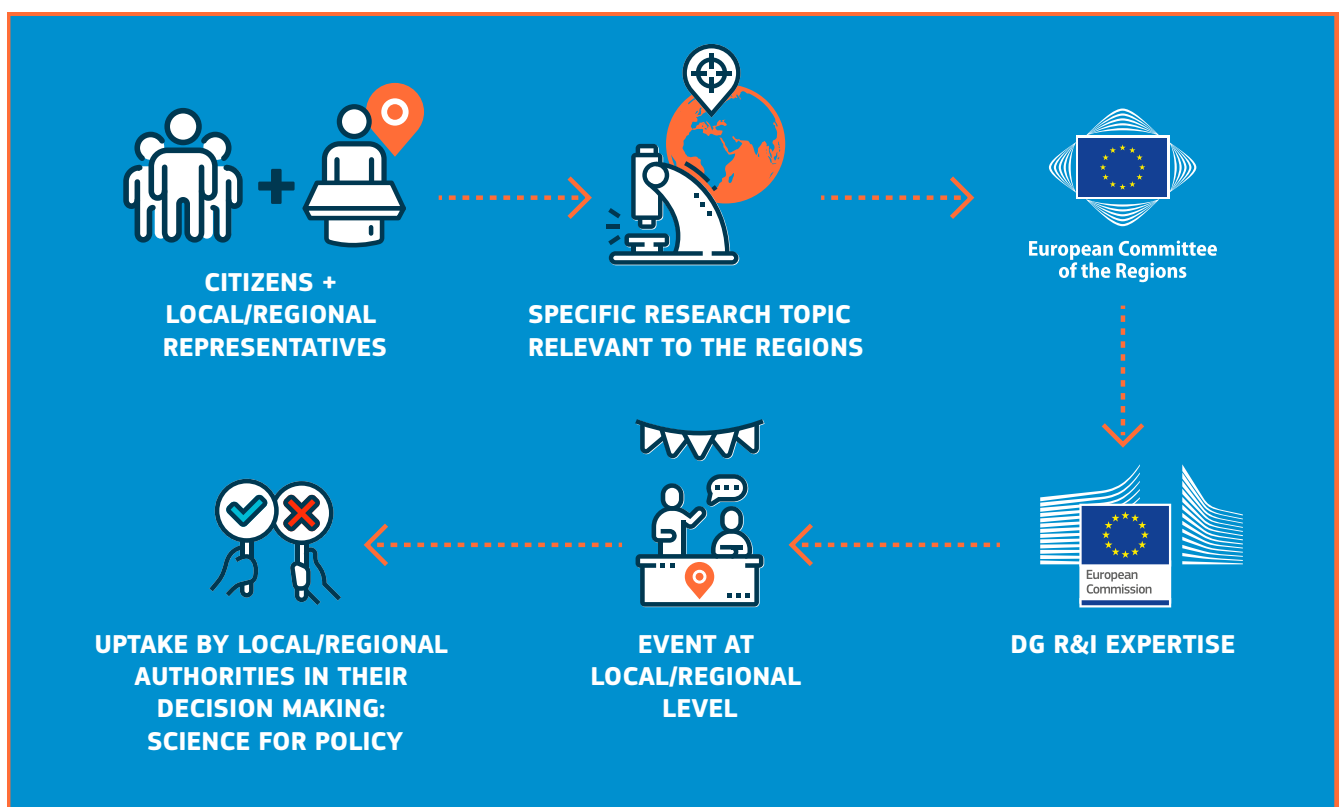 CITIZENS +
LOCAL/REGIONAL
REPRESENTATIVES
SPECIFIC RESEARCH TOPIC
RELEVANT TO THE REGIONS
European Committee
of the Regions
UPTAKE BY LOCAL/REGIONAL
AUTHORITIES IN THEIR
DECISION MAKING:
SCIENCE FOR POLICY
EVENT AT
LOCAL/REGIONAL
LEVEL
European
Commission
DG R&I EXPERTISE